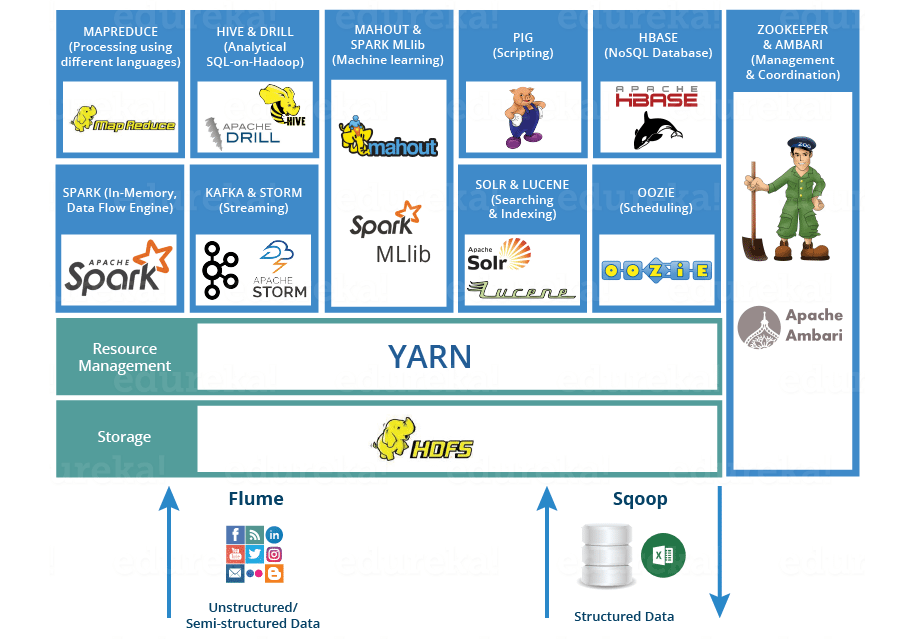 MAPREDUCE
(Processing using
different languages)
Map Reduce
HIVE & DRILL
(Analytical
SQL-on-Hadoop)
HIVE
APACHE
DRILL
MAHOUT &
SPARK MLlib
(Machine learning)
mahout
Spark
MLlib
PIG
(Scripting)
HBASE
(NoSQL Database)
APACHE
HBASE
ZOOKEEPER
& AMBARI
(Management
& Coordination)
ZOO
Apache
Ambari
SPARK (In-Memory,
Data Flow Engine)
APACHE
Spark
KAFKA & STORM
(Streaming)
APACHE
STORM
SOLR & LUCENE
(Searching
& Indexing)
Apache
Solr
Lucene
OOZIE
(Scheduling)
OOZIE
Resource
Management
YARN
Storage
HDFS
Flume
Unstructured/
Semi-structured Data
Sqoop
Structured Data
edureka!